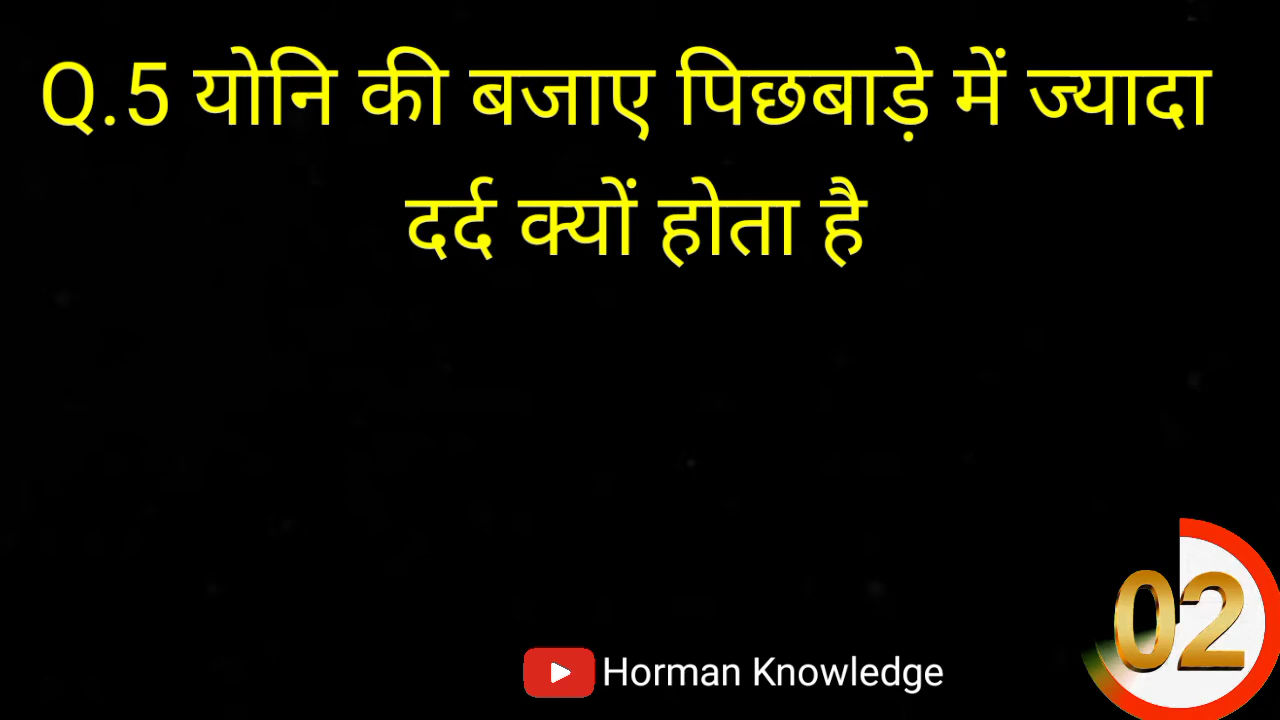 Q.5 योनि की बजाए पिछबाड़े में ज्यादा
दर्द क्यों होता है
02
Horman Knowledge